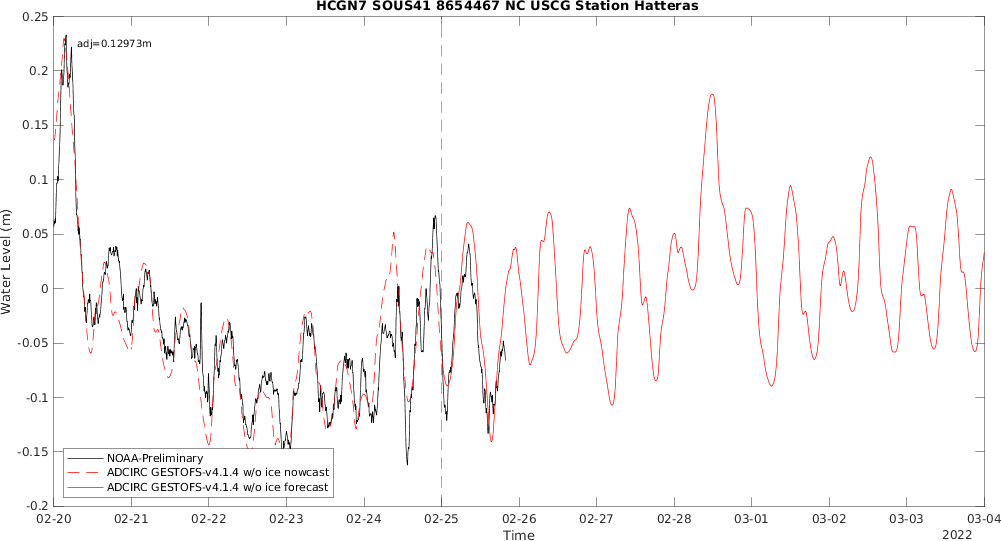 HCGN7 SOUS41 8654467 NC USCG Station Hatteras
adj=0.12973m
0.25
0.2
0.15
0.1
0.05
0
-0.05
-0.1
-0.15
-0.2
Water Level (m)
NOAA-Preliminary
ADCIRC GESTOFS-v4.1.4 w/o ice nowcast
ADCIRC GESTOFS-v4.1.4 w/o ice forecast
02-20 02-21 02-22 02-23 02-24 02-25 02-26 02-27 02-28 03-01 03-02 03-03 03-04
Time
2022